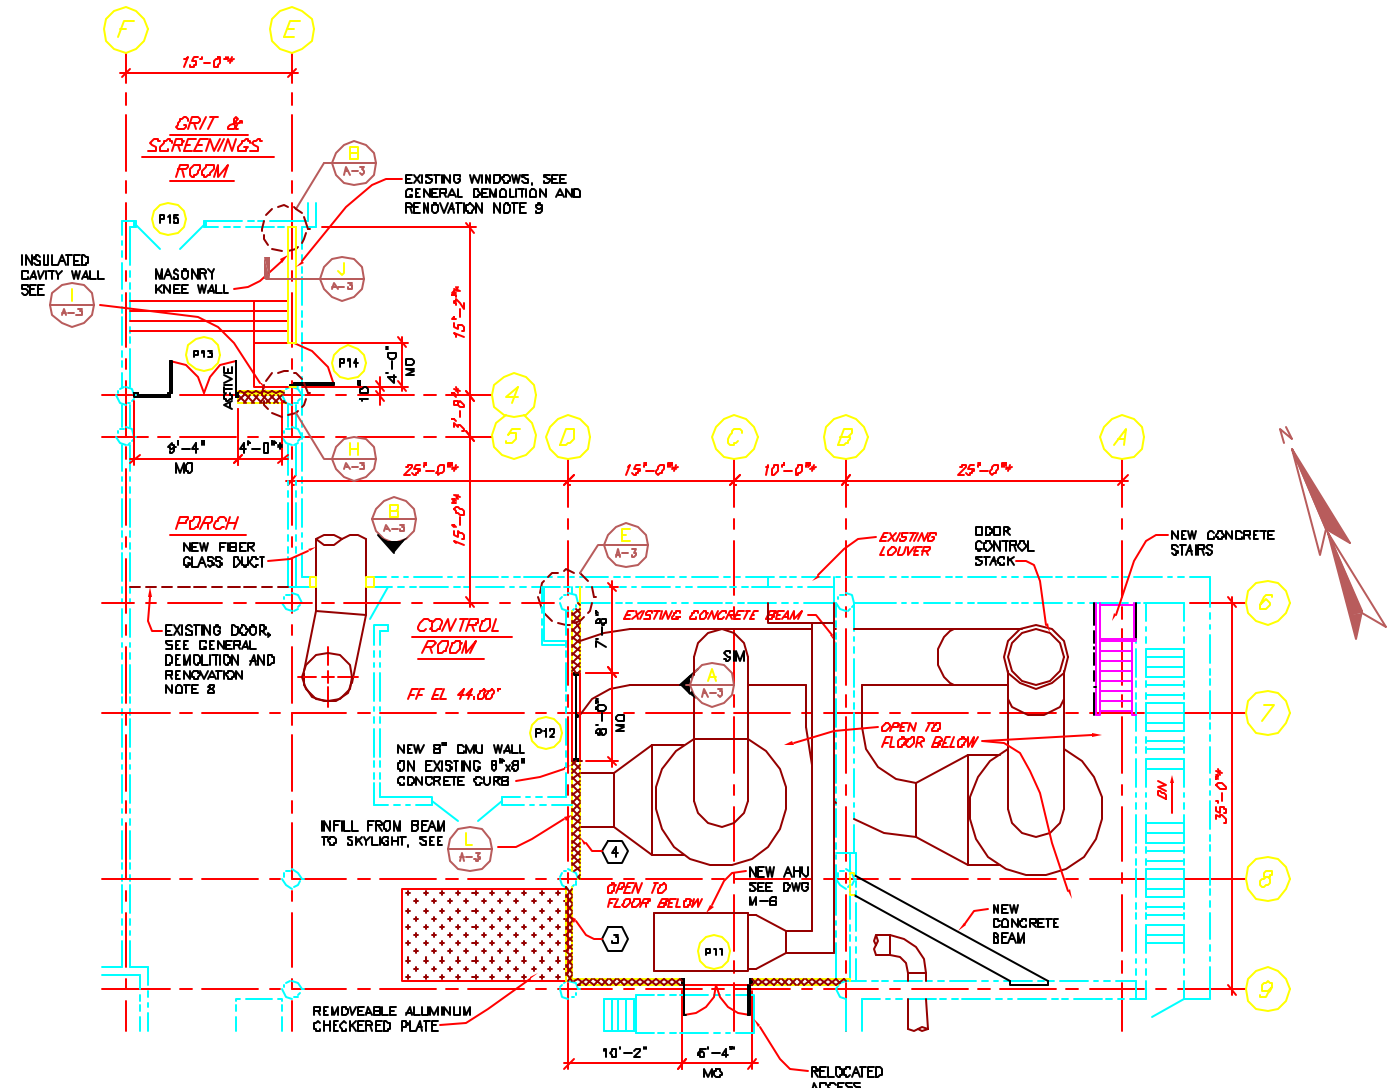 F
E
15'-0"±
GRIT &
SCREENINGS
ROOM
B
A-3
EXISTING WINDOWS, SEE
GENERAL DEMOLITION AND
RENOVATION NOTE 9
P15
INSULATED
CAVITY WALL
SEE
I
A-3
MASONRY
KNEE WALL
J
A-3
15'-2"±
P13
P14
ACTIVE
4'-0"
MO
10"
3'-8"±
4
5
9'-4"
MO
4'-0"±
H
A-3
25'-0"±
D
C
B
A
15'-0"±
10'-0"±
25'-0"±
N
15'-0"±
PORCH
NEW FIBER
GLASS DUCT
B
A-3
E
A-3
EXISTING
LOUVER
ODOR
CONTROL
STACK
NEW CONCRETE
STAIRS
6
EXISTING DOOR,
SEE GENERAL
DEMOLITION AND
RENOVATION
NOTE 8
CONTROL
ROOM
FF EL 44.00'
7'-8"
EXISTING CONCRETE BEAM
SIM
A
A-3
6'-0"
MO
7
P12
OPEN TO
FLOOR BELOW
NEW 8" CMU WALL
ON EXISTING 8"x8"
CONCRETE CURB
DN
35'-0"±
INFILL FROM BEAM
TO SKYLIGHT, SEE
L
A-3
4
8
OPEN TO
FLOOR BELOW
NEW AHU
SEE DWG
M-6
NEW
CONCRETE
BEAM
3
P11
9
REMOVEABLE ALUMINUM
CHECKERED PLATE
10'-2"
6'-4"
MO
RELOCATED
ACCESS